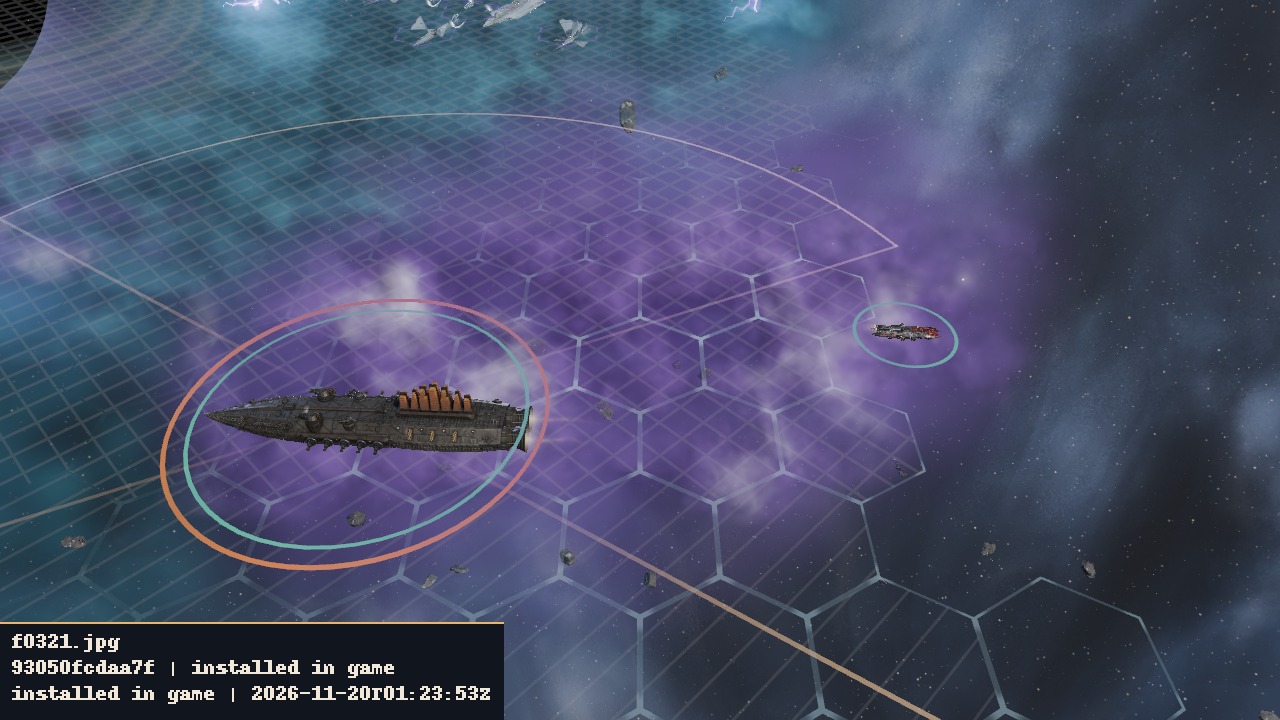 f0321.jpg
93050fcdaa7f | installed in game
installed in game | 2026-11-20T01:23:53Z